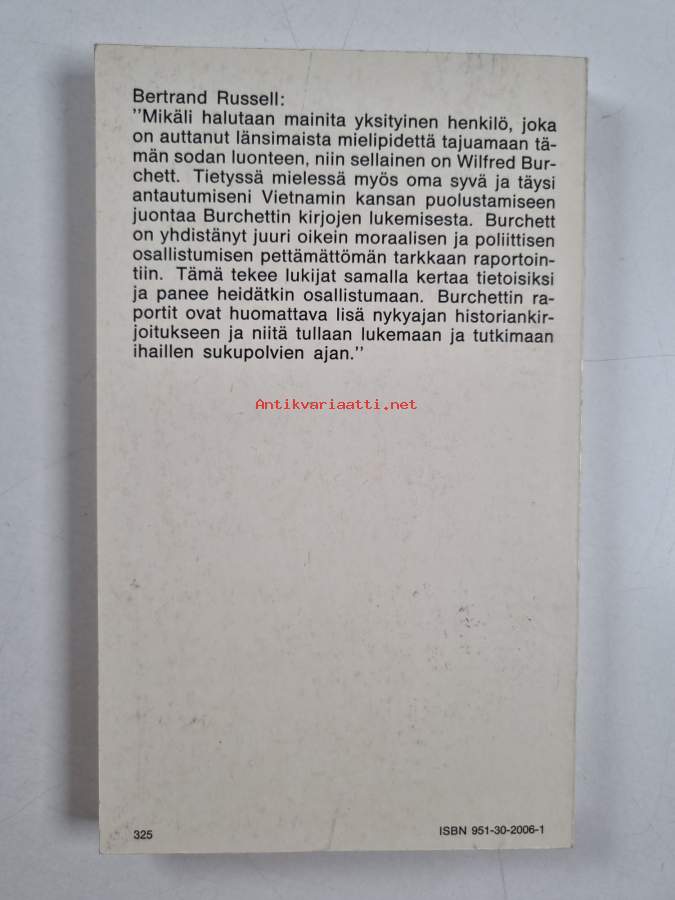 Bertrand Russell:
"Mikäli halutaan mainita yksityinen henkilö, joka
on auttanut länsimaista mielipidettä tajuamaan tä-
män sodan luonteen, niin sellainen on Wilfred Bur-
chett. Tietyssä mielessä myös oma syvä ja täysi
antautumiseni Vietnamin kansan puolustamiseen
juontaa Burchettin kirjojen lukemisesta. Burchett
on yhdistänyt juuri oikein moraalisen ja poliittisen
osallistumisen pettämättömän tarkkaan raportoin-
tiin. Tämä tekee lukijat samalla kertaa tietoisiksi
ja panee heidätkin osallistumaan. Burchettin ra-
portit ovat huomattava lisä nykyajan historiankir-
joitukseen ja niitä tullaan lukemaan ja tutkimaan
ihaillen sukupolvien ajan."
Antikvariaatti.net
325
ISBN 951-30-2006-1